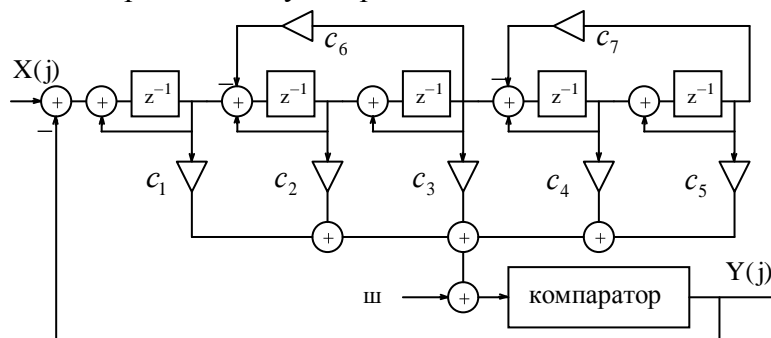 c₆
c₇
X(j)
z⁻¹ z⁻¹ z⁻¹ z⁻¹ z⁻¹
c₁ c₂ c₃ c₄ c₅
Y(j)
ш
компаратор